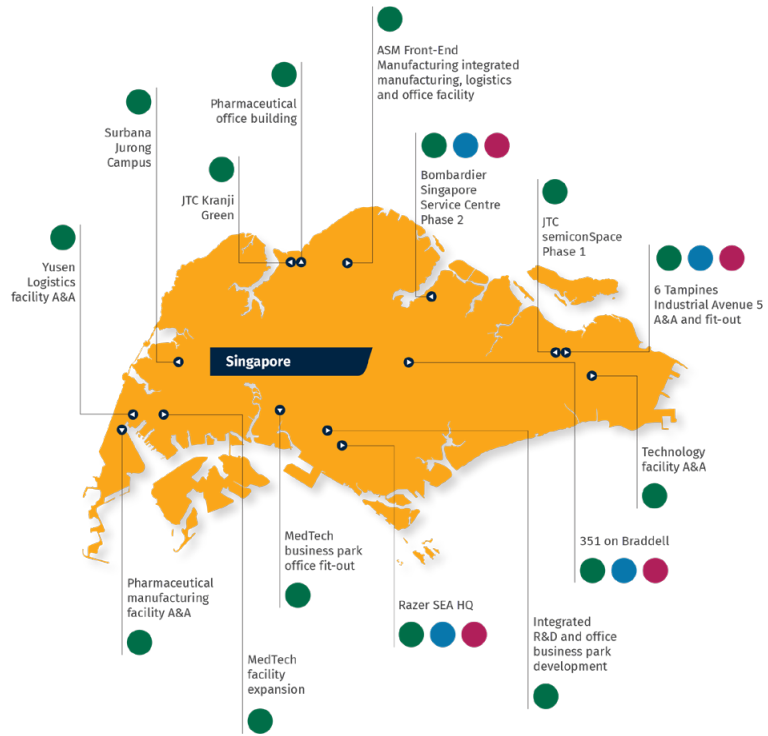 ASM Front-End
Manufacturing integrated
manufacturing, logistics
and office facility
Pharmaceutical
office building
Surbana
Jurong
Campus
JTC Kranji
Green
Bombardier
Singapore
Service Centre
Phase 2
JTC
semiconSpace
Phase 1
Yusen
Logistics
facility A&A
6 Tampines
Industrial Avenue 5
A&A and fit-out
Singapore
Technology
facility A&A
MedTech
business park
office fit-out
351 on Braddell
Pharmaceutical
manufacturing
facility A&A
Razer SEA HQ
Integrated
R&D and office
business park
development
MedTech
facility
expansion